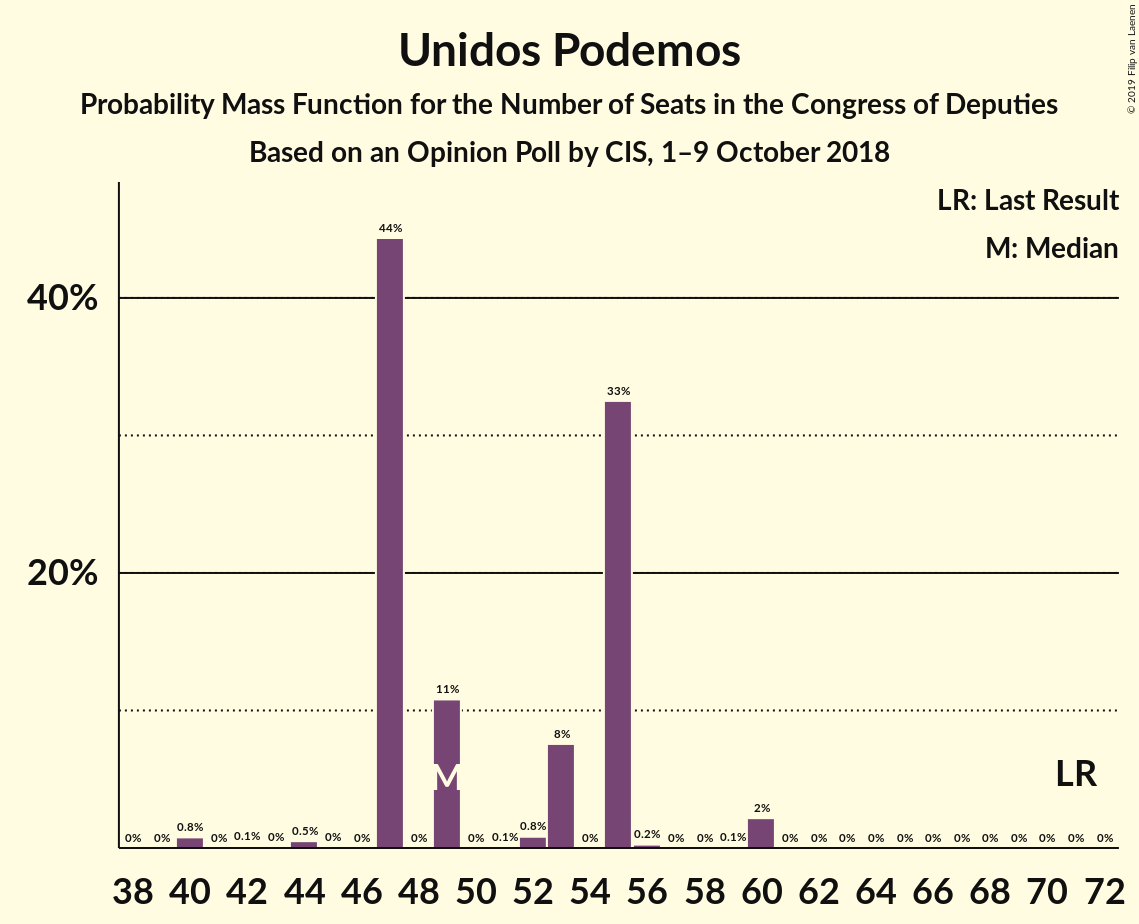 Unidos Podemos
Probability Mass Function for the Number of Seats in the Congress of Deputies
Based on an Opinion Poll by CIS, 1–9 October 2018
© 2019 Filip van Laenen
LR: Last Result
M: Median
40%
20%
0% 0% 0.8% 0% 0.1% 0% 0.5% 0% 0% 44% 0% 11% 0% 0.1% 0.8% 8% 0% 33% 0.2% 0% 0% 0.1% 2% 0% 0% 0% 0% 0% 0% 0% 0% 0% 0% 0% 0%
M
LR
38 40 42 44 46 48 50 52 54 56 58 60 62 64 66 68 70 72